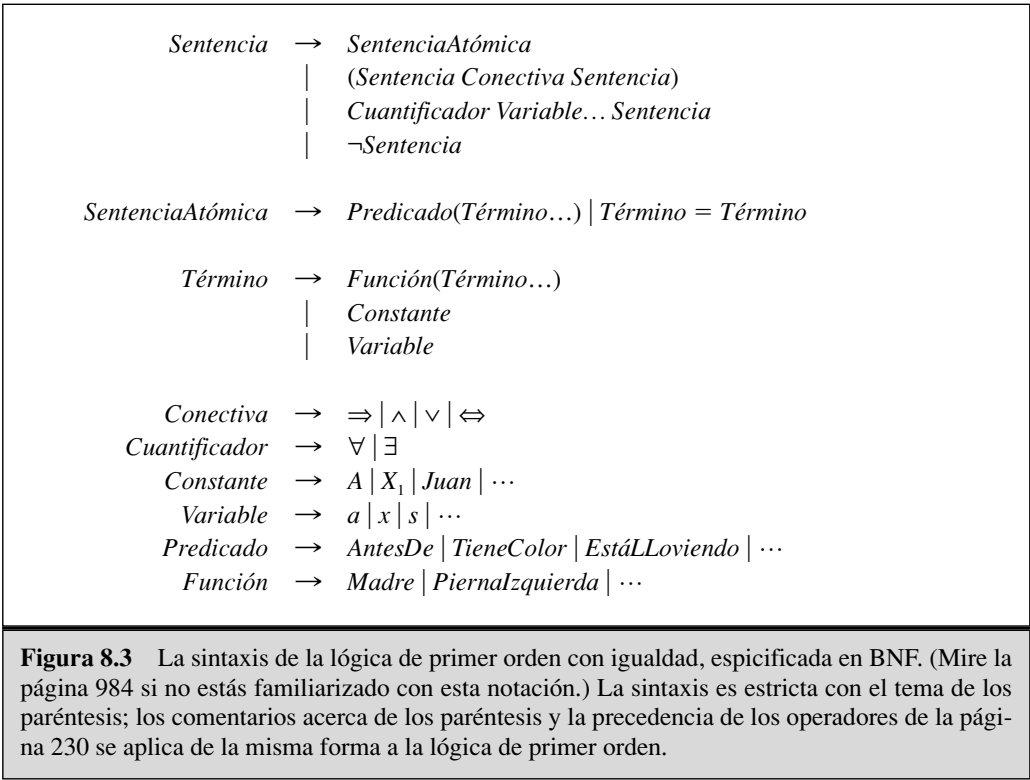 Sentencia → SentenciaAtómica
| (Sentencia Conectiva Sentencia)
| Cuantificador Variable… Sentencia
| ¬Sentencia
SentenciaAtómica → Predicado(Término…) | Término = Término
Término → Función(Término…)
| Constante
| Variable
Conectiva → ⇒ | ∧ | ∨ | ⇔
Cuantificador → ∀ | ∃
Constante → A | X₁ | Juan | ⋯
Variable → a | x | s | ⋯
Predicado → AntesDe | TieneColor | EstáLLoviendo | ⋯
Función → Madre | PiernaIzquierda | ⋯
Figura 8.3 La sintaxis de la lógica de primer orden con igualdad, espicificada en BNF. (Mire la
página 984 si no estás familiarizado con esta notación.) La sintaxis es estricta con el tema de los
paréntesis; los comentarios acerca de los paréntesis y la precedencia de los operadores de la pági-
na 230 se aplica de la misma forma a la lógica de primer orden.